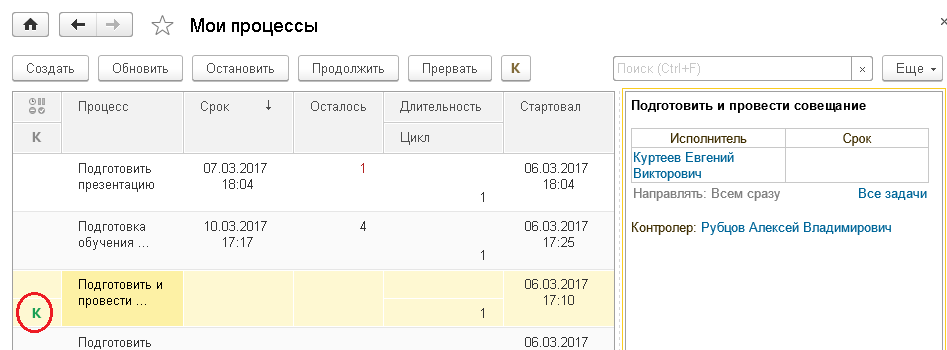 Мои процессы
Создать Обновить Остановить Продолжить Прервать К Поиск (Ctrl+F) × Еще
Процесс Срок ↓ Осталось Длительность Стартовал
К Цикл
Подготовить презентацию 07.03.2017 18:04 1 1 06.03.2017 18:04
Подготовка обучения ... 10.03.2017 17:17 4 1 06.03.2017 17:25
Подготовить и провести ... 06.03.2017 17:10
К 1
Подготовить 06.03.2017
Подготовить и провести совещание
Исполнитель Срок
Куртеев Евгений
Викторович
Направлять: Всем сразу Все задачи
Контролер: Рубцов Алексей Владимирович